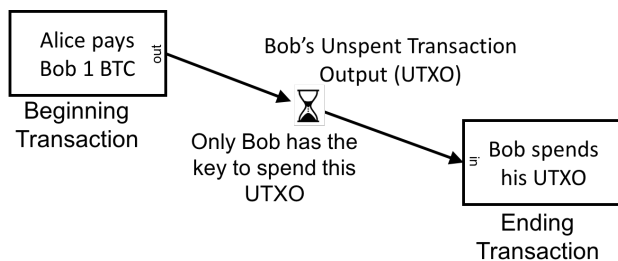 Alice pays
Bob 1 BTC
out
Beginning
Transaction
Bob's Unspent Transaction
Output (UTXO)
Only Bob has the
key to spend this
UTXO
in
Bob spends
his UTXO
Ending
Transaction